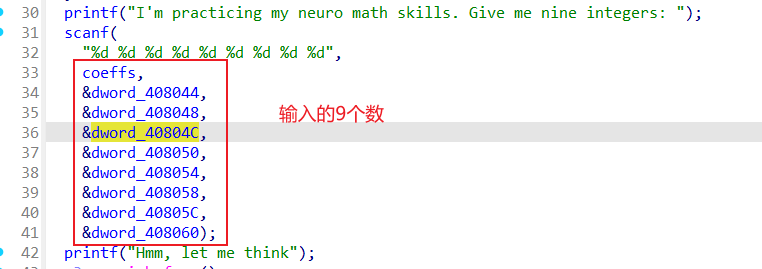 30 printf("I'm practicing my neuro math skills. Give me nine integers: ");
31 scanf(
32 "%d %d %d %d %d %d %d %d %d",
33 coeffs,
34 &dword_408044,
35 &dword_408048,
36 &dword_40804C,
37 &dword_408050,
38 &dword_408054,
39 &dword_408058,
40 &dword_40805C,
41 &dword_408060);
输入的9个数
42 printf("Hmm, let me think");